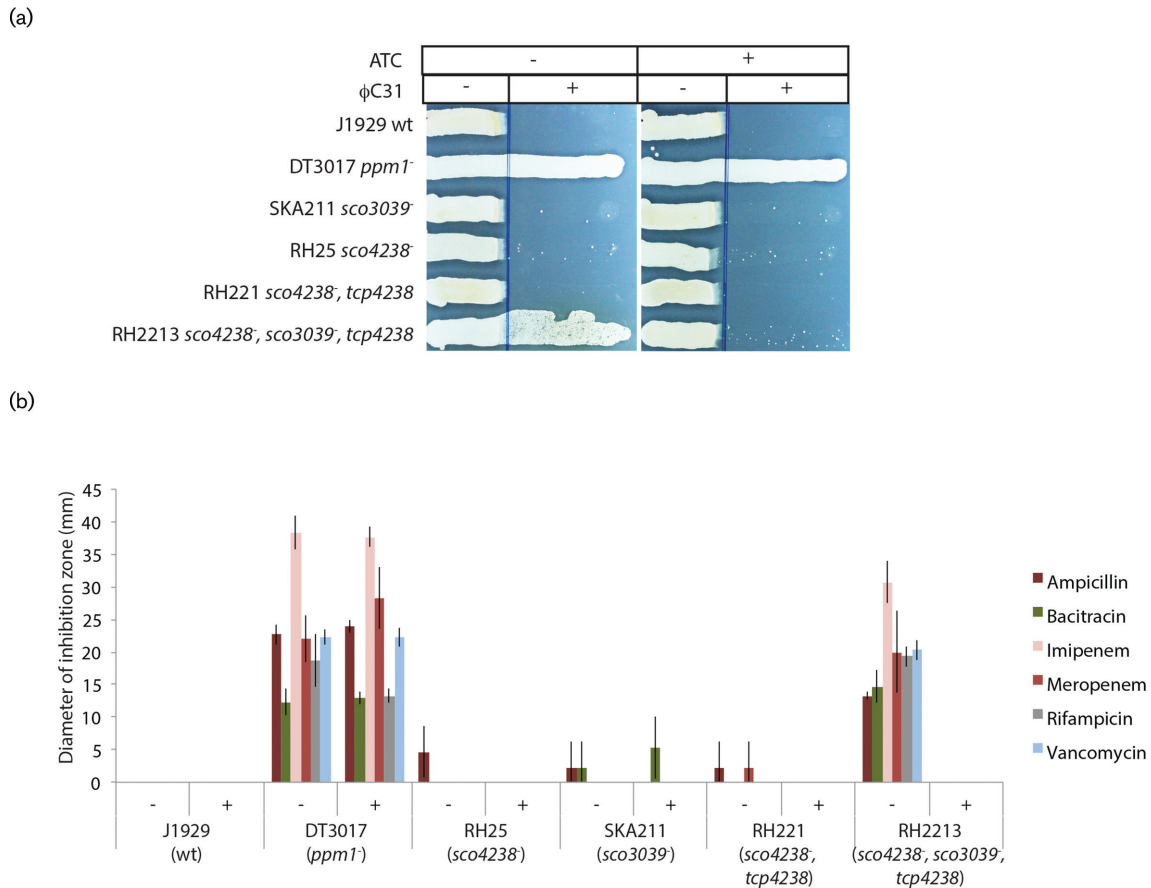 (a)
ATC - +
ϕC31 - + - +
J1929 wt
DT3017 ppm1-
SKA211 sco3039-
RH25 sco4238-
RH221 sco4238-, tcp4238
RH2213 sco4238-, sco3039-, tcp4238
(b)
Diameter of inhibition zone (mm)
45
40
35
30
25
20
15
10
5
0
Ampicillin
Bacitracin
Imipenem
Meropenem
Rifampicin
Vancomycin
- + - + - + - + - + - +
J1929 DT3017 RH25 SKA211 RH221 RH2213
(wt) (ppm1-) (sco4238-) (sco3039-) (sco4238-, (sco4238-, sco3039-,
tcp4238) tcp4238)